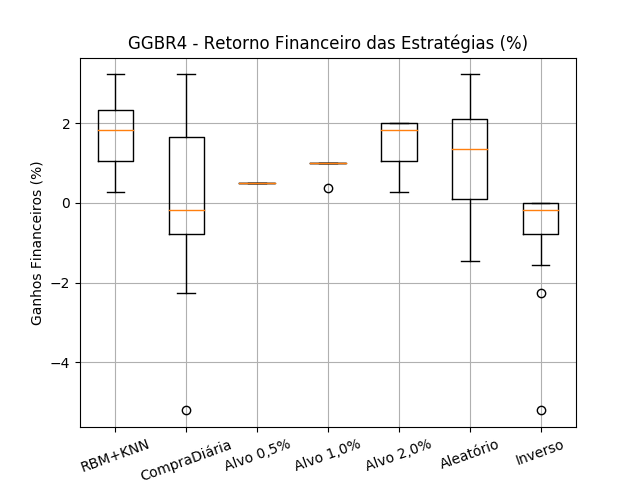 GGBR4 - Retorno Financeiro das Estratégias (%)
Ganhos Financeiros (%)
2
0
−2
−4
RBM+KNN
CompraDiária
Alvo 0,5%
Alvo 1,0%
Alvo 2,0%
Aleatório
Inverso